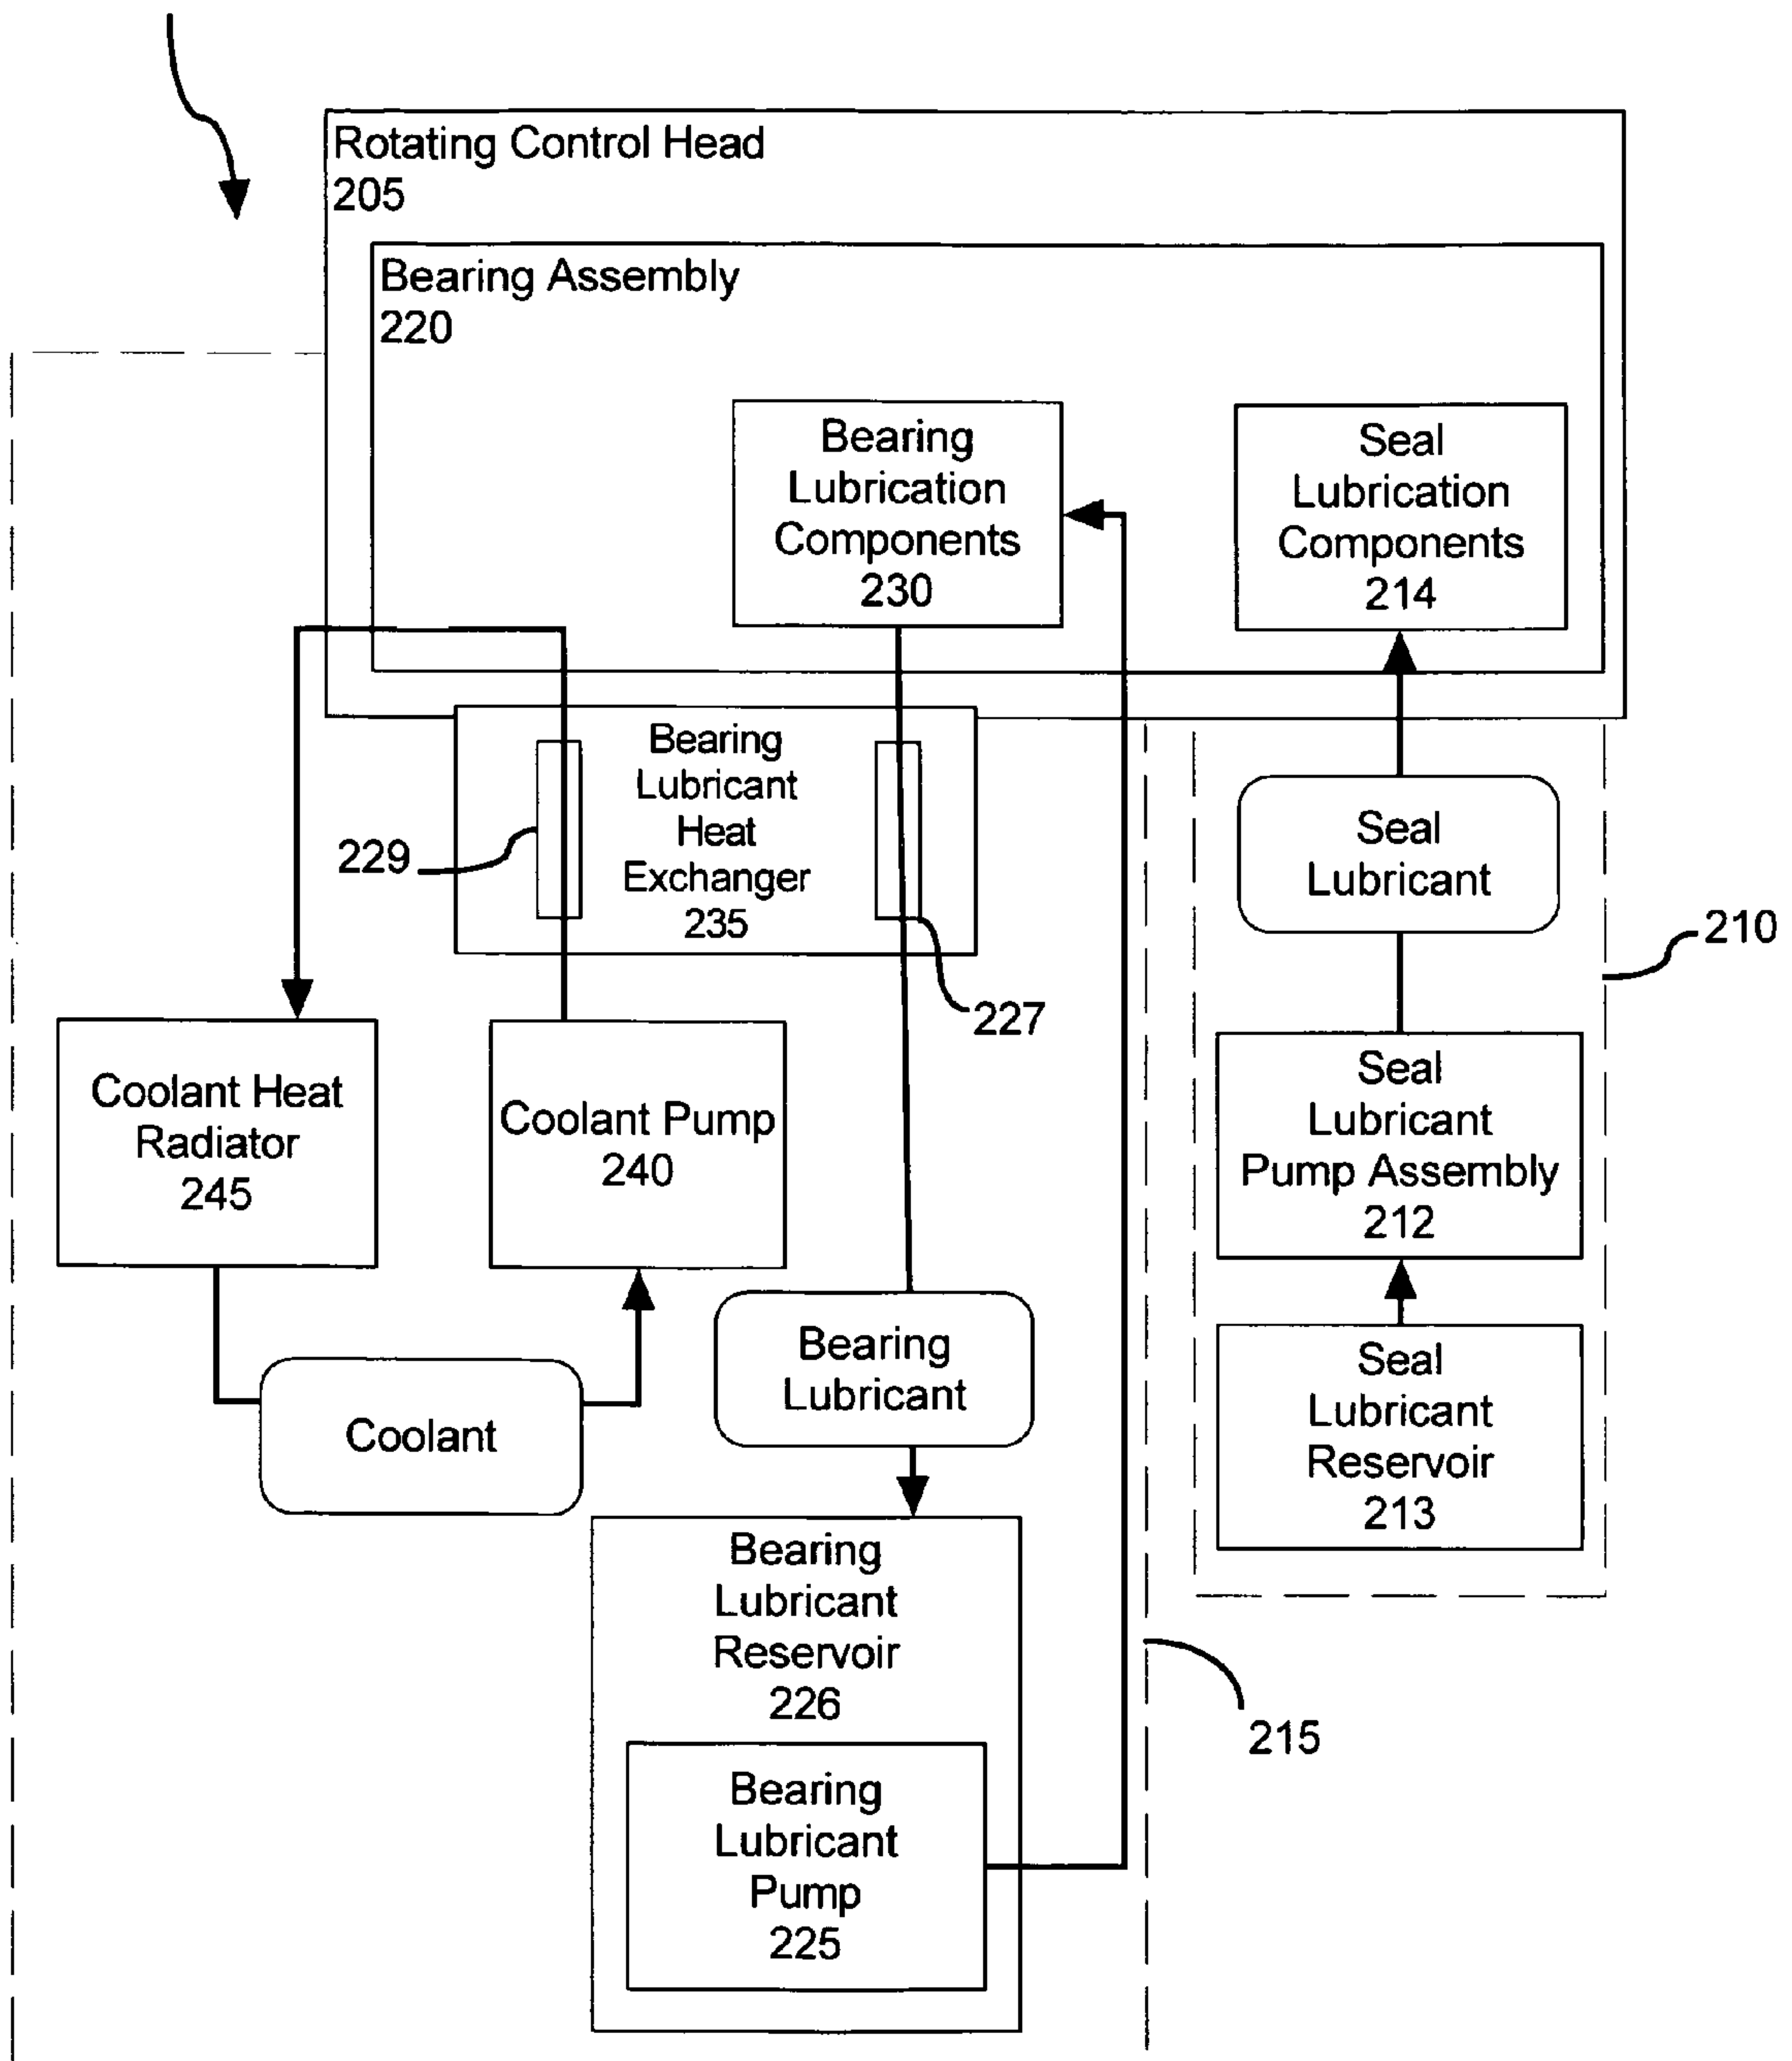 Rotating Control Head
205
Bearing Assembly
220
Bearing
Lubrication
Components
230
Seal
Lubrication
Components
214
Bearing
Lubricant
Heat
Exchanger
235
229
227
Seal
Lubricant
210
Coolant Heat
Radiator
245
Coolant Pump
240
Seal
Lubricant
Pump Assembly
212
Bearing
Lubricant
Coolant
Seal
Lubricant
Reservoir
213
Bearing
Lubricant
Reservoir
226
215
Bearing
Lubricant
Pump
225